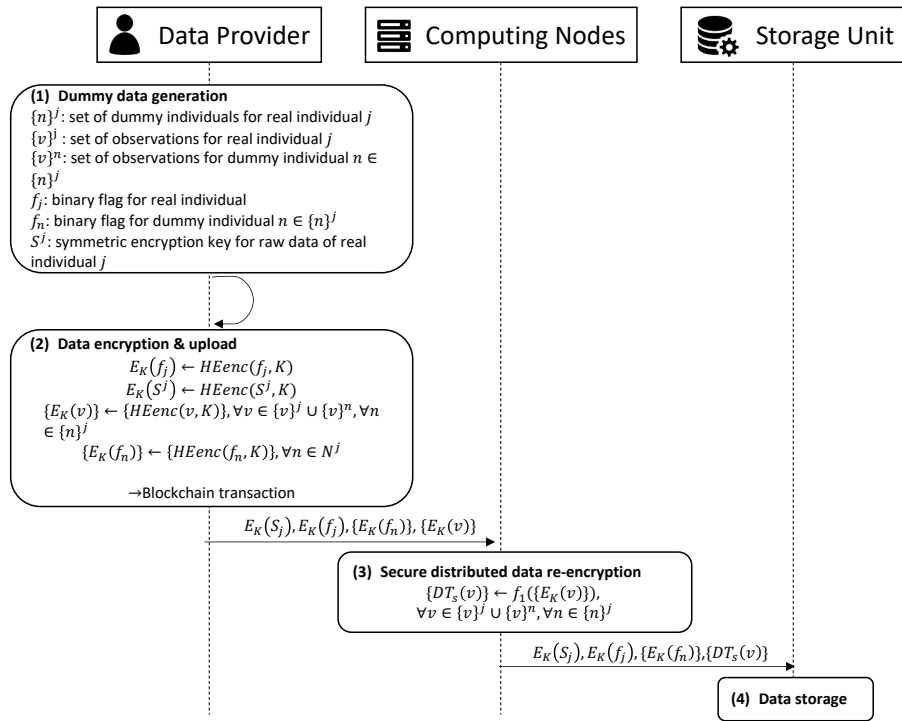 Data Provider
Computing Nodes
Storage Unit
(1) Dummy data generation
{n}^j: set of dummy individuals for real individual j
{v}^j : set of observations for real individual j
{v}^n: set of observations for dummy individual n ∈
{n}^j
f_j: binary flag for real individual
f_n: binary flag for dummy individual n ∈ {n}^j
S^j: symmetric encryption key for raw data of real
individual j
(2) Data encryption & upload
E_K(f_j) ← HEenc(f_j, K)
E_K(S^j) ← HEenc(S^j, K)
{E_K(v)} ← {HEenc(v, K)}, ∀v ∈ {v}^j ∪ {v}^n, ∀n
∈ {n}^j
{E_K(f_n)} ← {HEenc(f_n, K)}, ∀n ∈ N^j
→Blockchain transaction
E_K(S_j), E_K(f_j), {E_K(f_n)}, {E_K(v)}
(3) Secure distributed data re-encryption
{DT_s(v)} ← f_1({E_K(v)}),
∀v ∈ {v}^j ∪ {v}^n, ∀n ∈ {n}^j
E_K(S_j), E_K(f_j), {E_K(f_n)},{DT_s(v)}
(4) Data storage